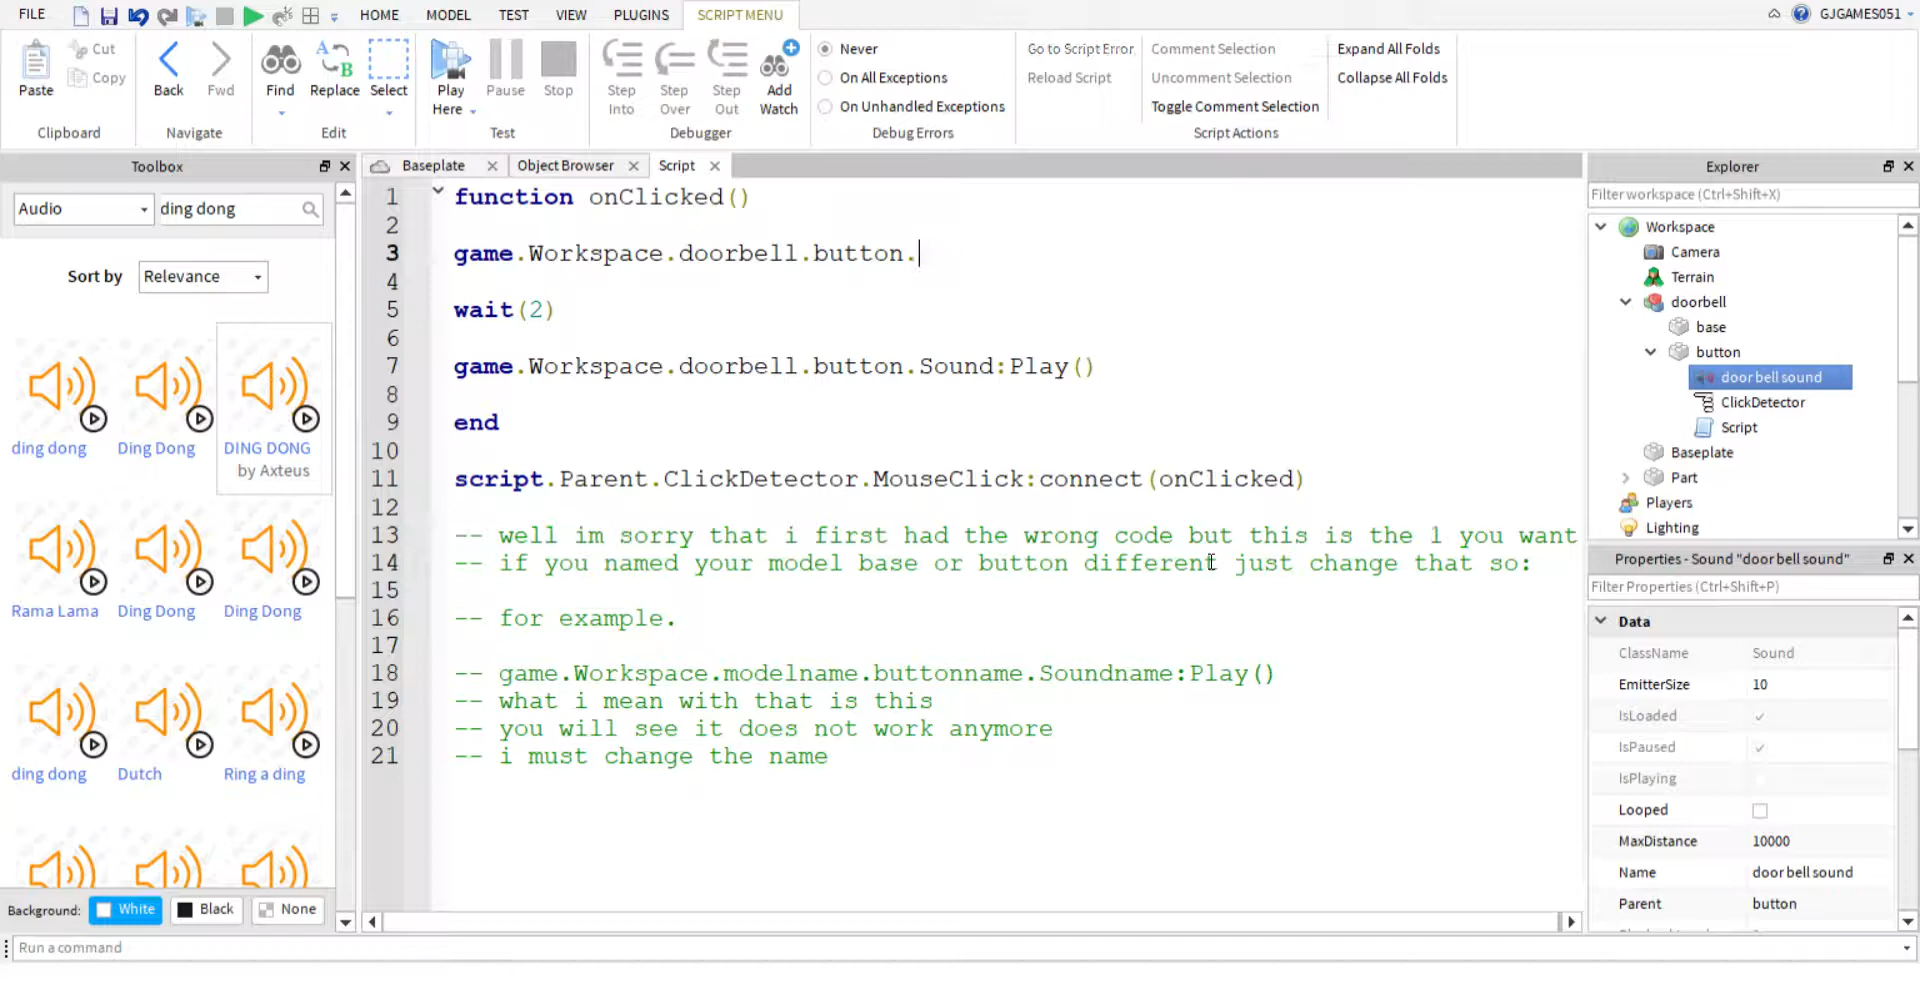 FILE
HOME
MODEL
TEST
VIEW
PLUGINS
SCRIPT MENU
GJGAMES051
Paste
Cut
Copy
Clipboard
Back
Fwd
Navigate
Find
Replace
Select
Edit
Play Here
Pause
Stop
Test
Step Into
Step Over
Step Out
Add Watch
Debugger
Never
On All Exceptions
On Unhandled Exceptions
Debug Errors
Go to Script Error
Reload Script
Comment Selection
Uncomment Selection
Toggle Comment Selection
Expand All Folds
Collapse All Folds
Script Actions
Toolbox
Audio
ding dong
Sort by
Relevance
ding dong
Ding Dong
DING DONG
by Axteus
Rama Lama
Ding Dong
Ding Dong
ding dong
Dutch
Ring a ding
Background:
White
Black
None
Baseplate
Object Browser
Script
1 function onClicked()
2
3 game.Workspace.doorbell.button.
4
5 wait(2)
6
7 game.Workspace.doorbell.button.Sound:Play()
8
9 end
10
11 script.Parent.ClickDetector.MouseClick:connect(onClicked)
12
13 -- well im sorry that i first had the wrong code but this is the 1 you want
14 -- if you named your model base or button different just change that so:
15
16 -- for example.
17
18 -- game.Workspace.modelname.buttonname.Soundname:Play()
19 -- what i mean with that is this
20 -- you will see it does not work anymore
21 -- i must change the name
Explorer
Filter workspace (Ctrl+Shift+X)
Workspace
Camera
Terrain
doorbell
base
button
door bell sound
ClickDetector
Script
Baseplate
Part
Players
Lighting
Properties - Sound "door bell sound"
Filter Properties (Ctrl+Shift+P)
Data
ClassName Sound
EmitterSize 10
IsLoaded
IsPaused
IsPlaying
Looped
MaxDistance 10000
Name door bell sound
Parent button
Run a command